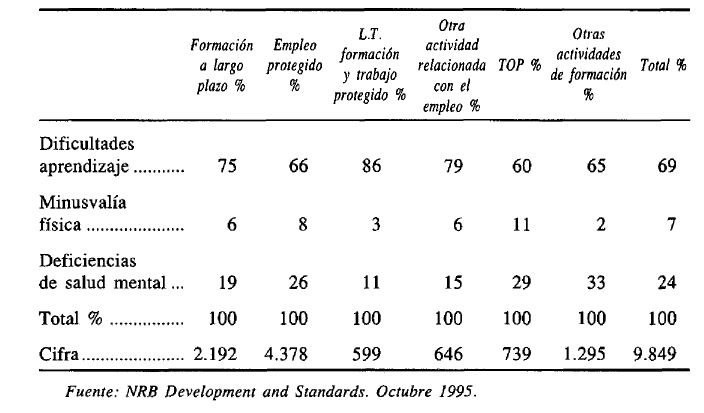 Formación a largo plazo % Empleo protegido % L.T. formación y trabajo protegido % Otra actividad relacionada con el empleo % TOP % Otras actividades de formación % Total %
Dificultades
aprendizaje ........... 75 66 86 79 60 65 69
Minusvalía
física ...................... 6 8 3 6 11 2 7
Deficiencias
de salud mental ... 19 26 11 15 29 33 24
Total % ................ 100 100 100 100 100 100 100
Cifra....................... 2.192 4.378 599 646 739 1.295 9.849
Fuente: NRB Development and Standards. Octubre 1995.